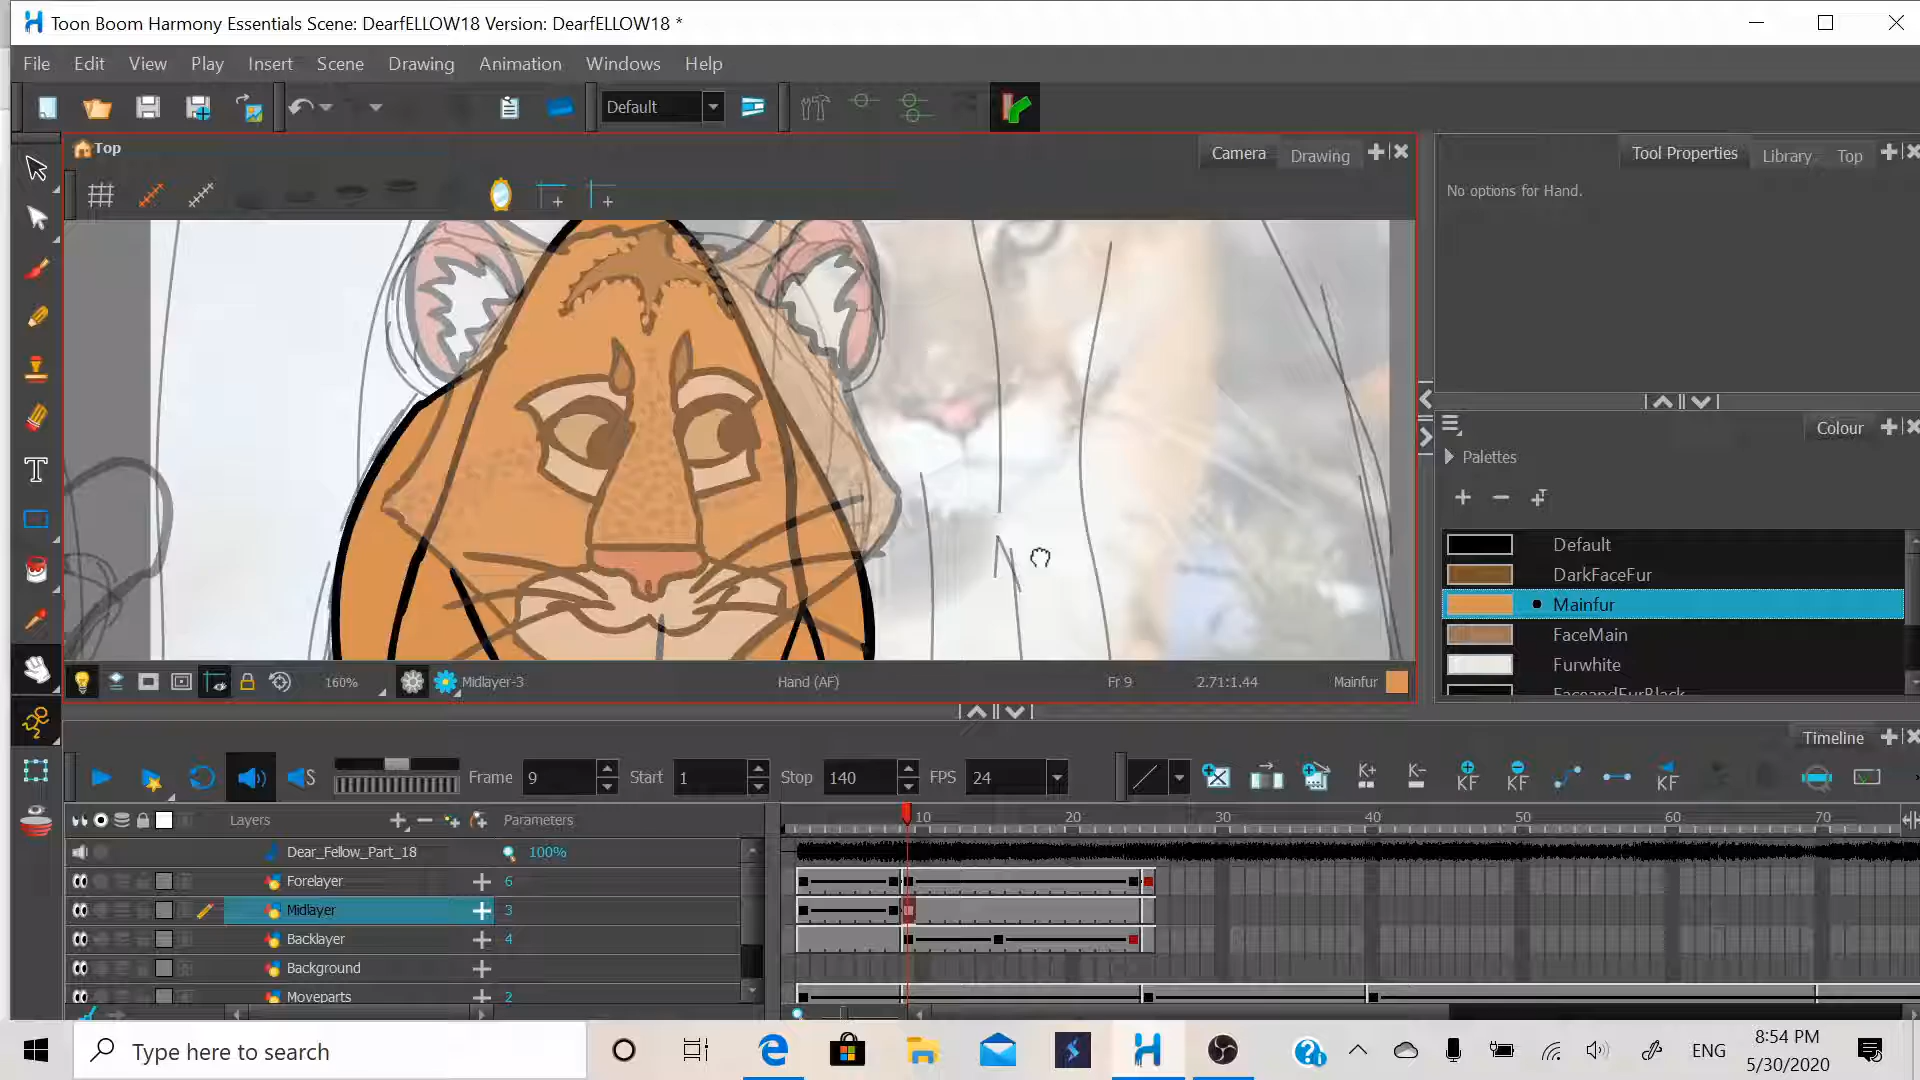 Toon Boom Harmony Essentials Scene: DearfELLOW18 Version: DearfELLOW18 *
File Edit View Play Insert Scene Drawing Animation Windows Help
Default
Top
Camera Drawing
Tool Properties Library Top
No options for Hand.
Colour
Palettes
Default
DarkFaceFur
Mainfur
FaceMain
Furwhite
FaceandFurBlack
160% Midlayer-3 Hand (AF) Fr 9 2.71:1.44 Mainfur
Timeline
Frame 9 Start 1 Stop 140 FPS 24
Layers Parameters
10 20 30 40 50 60 70
Dear_Fellow_Part_18 100%
Forelayer 6
Midlayer 3
Backlayer 4
Background
Moveparts 2
Type here to search
ENG
8:54 PM
5/30/2020